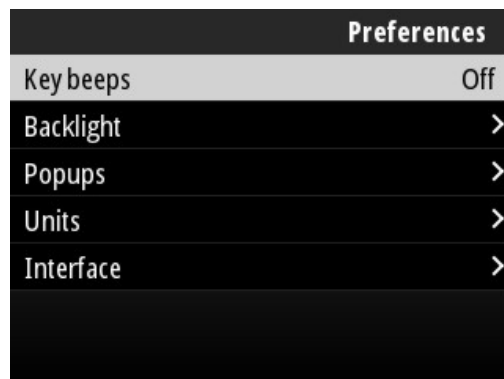 Preferences
Key beeps Off
Backlight
Popups
Units
Interface